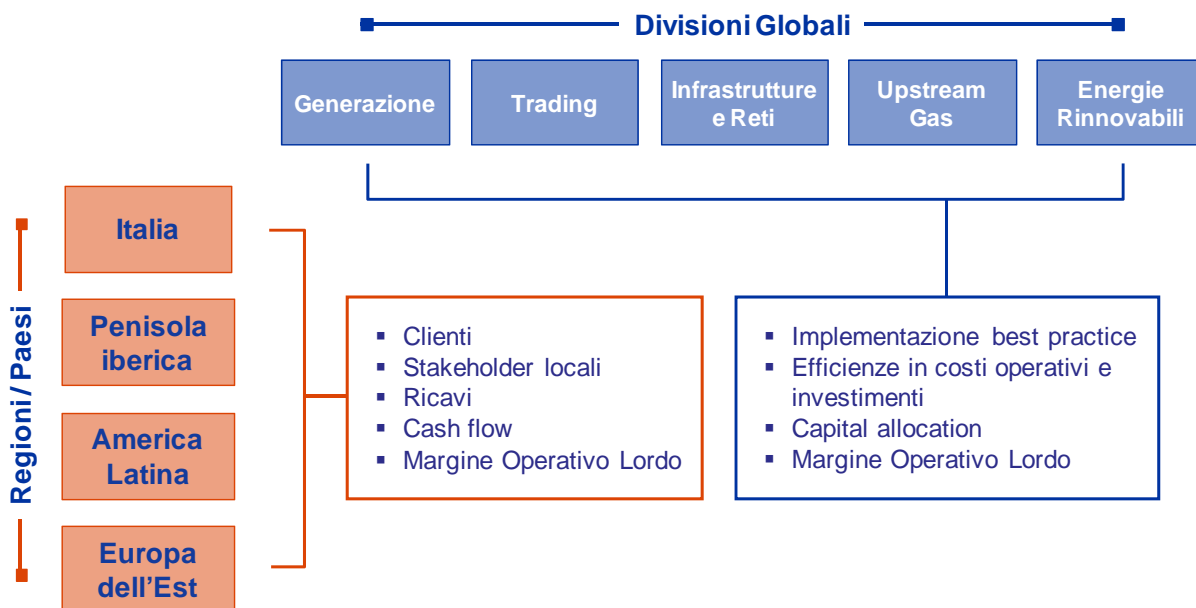 Divisioni Globali
Generazione
Trading
Infrastrutture
e Reti
Upstream
Gas
Energie
Rinnovabili
Regioni / Paesi
Italia
Penisola
iberica
America
Latina
Europa
dell’Est
▪ Clienti
▪ Stakeholder locali
▪ Ricavi
▪ Cash flow
▪ Margine Operativo Lordo
▪ Implementazione best practice
▪ Efficienze in costi operativi e
investimenti
▪ Capital allocation
▪ Margine Operativo Lordo